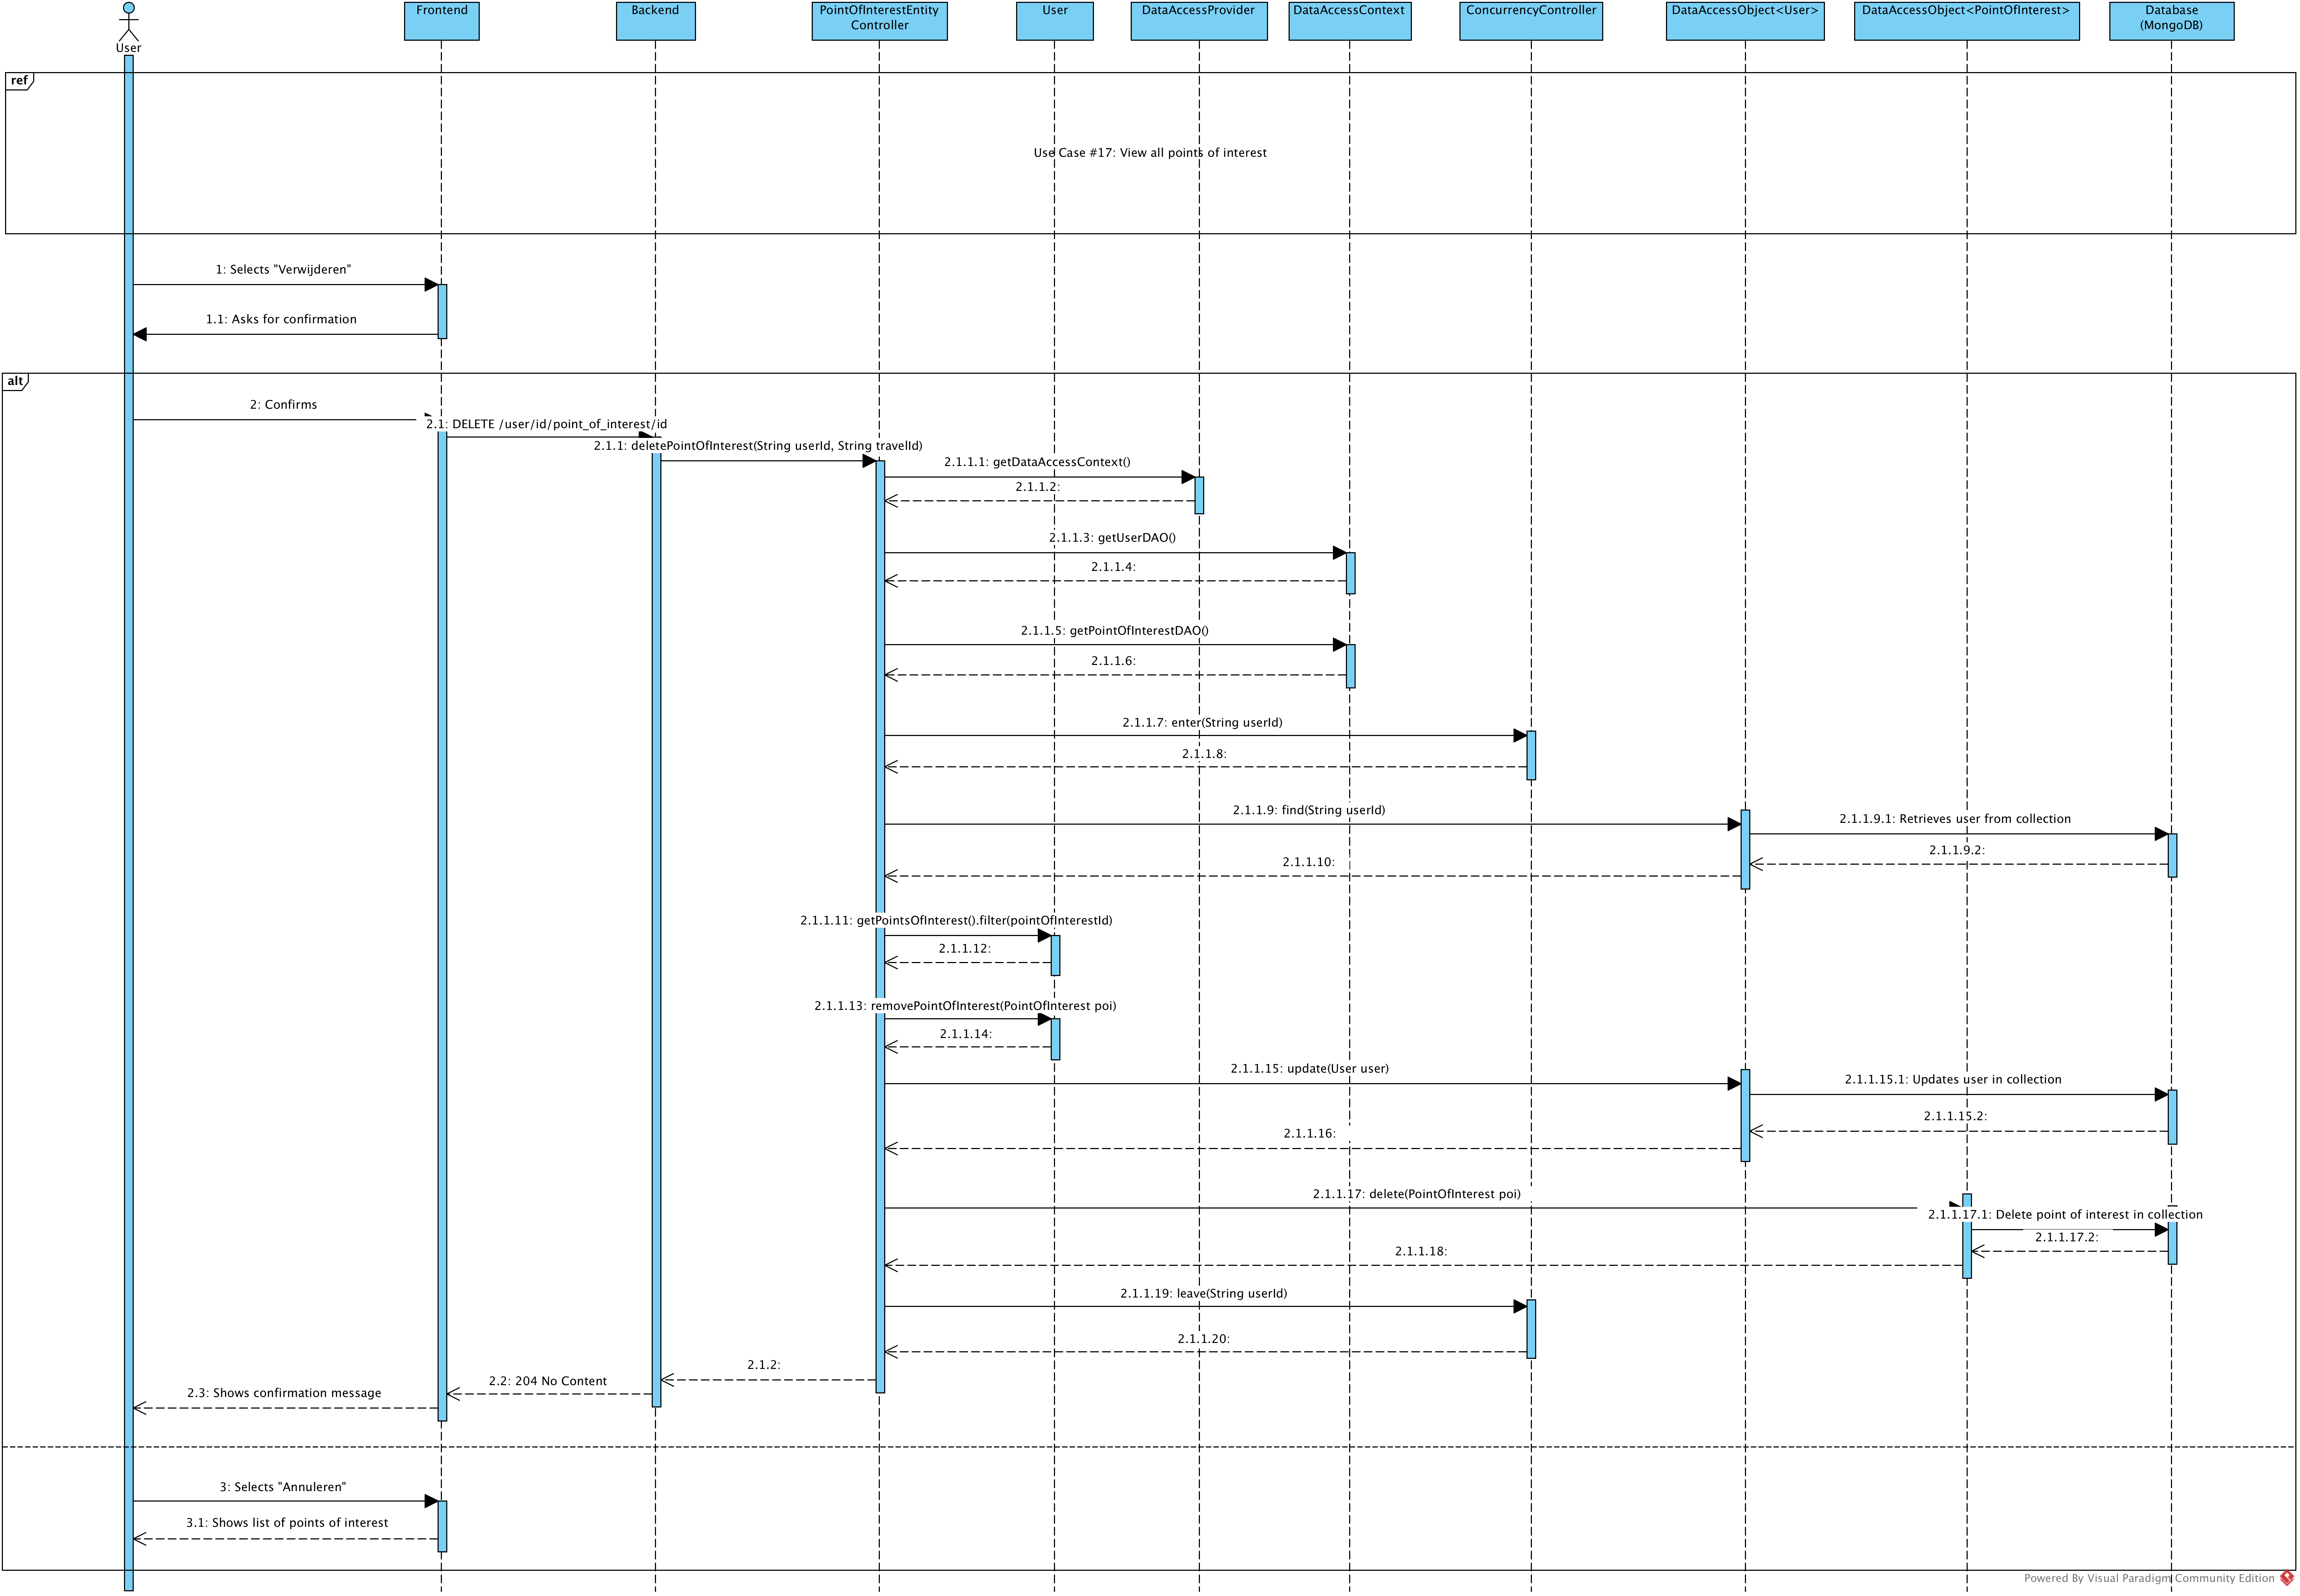 User
Frontend
Backend
PointOfInterestEntity
Controller
User
DataAccessProvider
DataAccessContext
ConcurrencyController
DataAccessObject<User>
DataAccessObject<PointOfInterest>
Database
(MongoDB)
ref
Use Case #17: View all points of interest
1: Selects "Verwijderen"
1.1: Asks for confirmation
alt
2: Confirms
2.1: DELETE /user/id/point_of_interest/id
2.1.1: deletePointOfInterest(String userId, String travelId)
2.1.1.1: getDataAccessContext()
2.1.1.2:
2.1.1.3: getUserDAO()
2.1.1.4:
2.1.1.5: getPointOfInterestDAO()
2.1.1.6:
2.1.1.7: enter(String userId)
2.1.1.8:
2.1.1.9: find(String userId)
2.1.1.9.1: Retrieves user from collection
2.1.1.9.2:
2.1.1.10:
2.1.1.11: getPointsOfInterest().filter(pointOfInterestId)
2.1.1.12:
2.1.1.13: removePointOfInterest(PointOfInterest poi)
2.1.1.14:
2.1.1.15: update(User user)
2.1.1.15.1: Updates user in collection
2.1.1.15.2:
2.1.1.16:
2.1.1.17: delete(PointOfInterest poi)
2.1.1.17.1: Delete point of interest in collection
2.1.1.17.2:
2.1.1.18:
2.1.1.19: leave(String userId)
2.1.1.20:
2.1.2:
2.2: 204 No Content
2.3: Shows confirmation message
3: Selects "Annuleren"
3.1: Shows list of points of interest
Powered By Visual Paradigm Community Edition